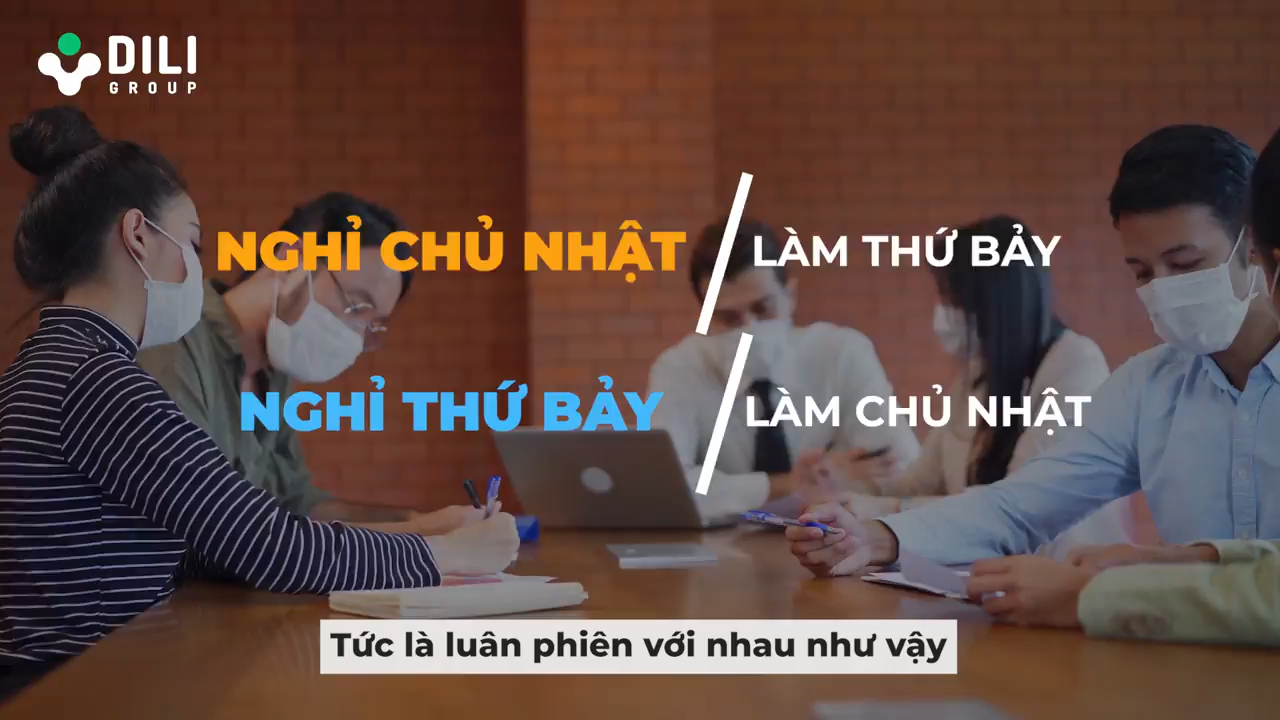 DILI
GROUP
NGHỈ CHỦ NHẬT / LÀM THỨ BẢY
NGHỈ THỨ BẢY / LÀM CHỦ NHẬT
Tức là luân phiên với nhau như vậy